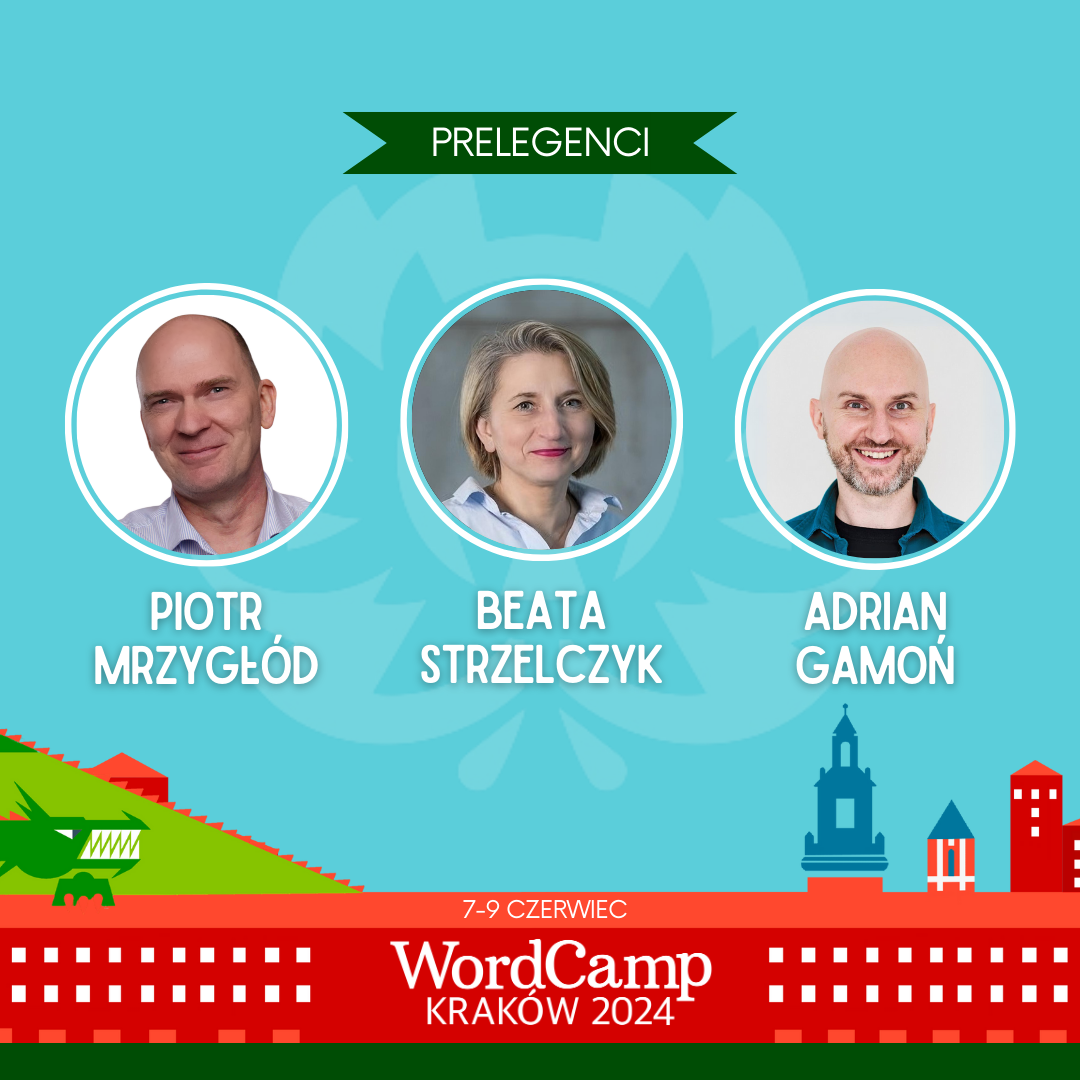 PRELEGENCI
PIOTR
MRZYGŁÓD
BEATA
STRZELCZYK
ADRIAN
GAMOŃ
7-9 CZERWIEC
WordCamp
KRAKÓW 2024